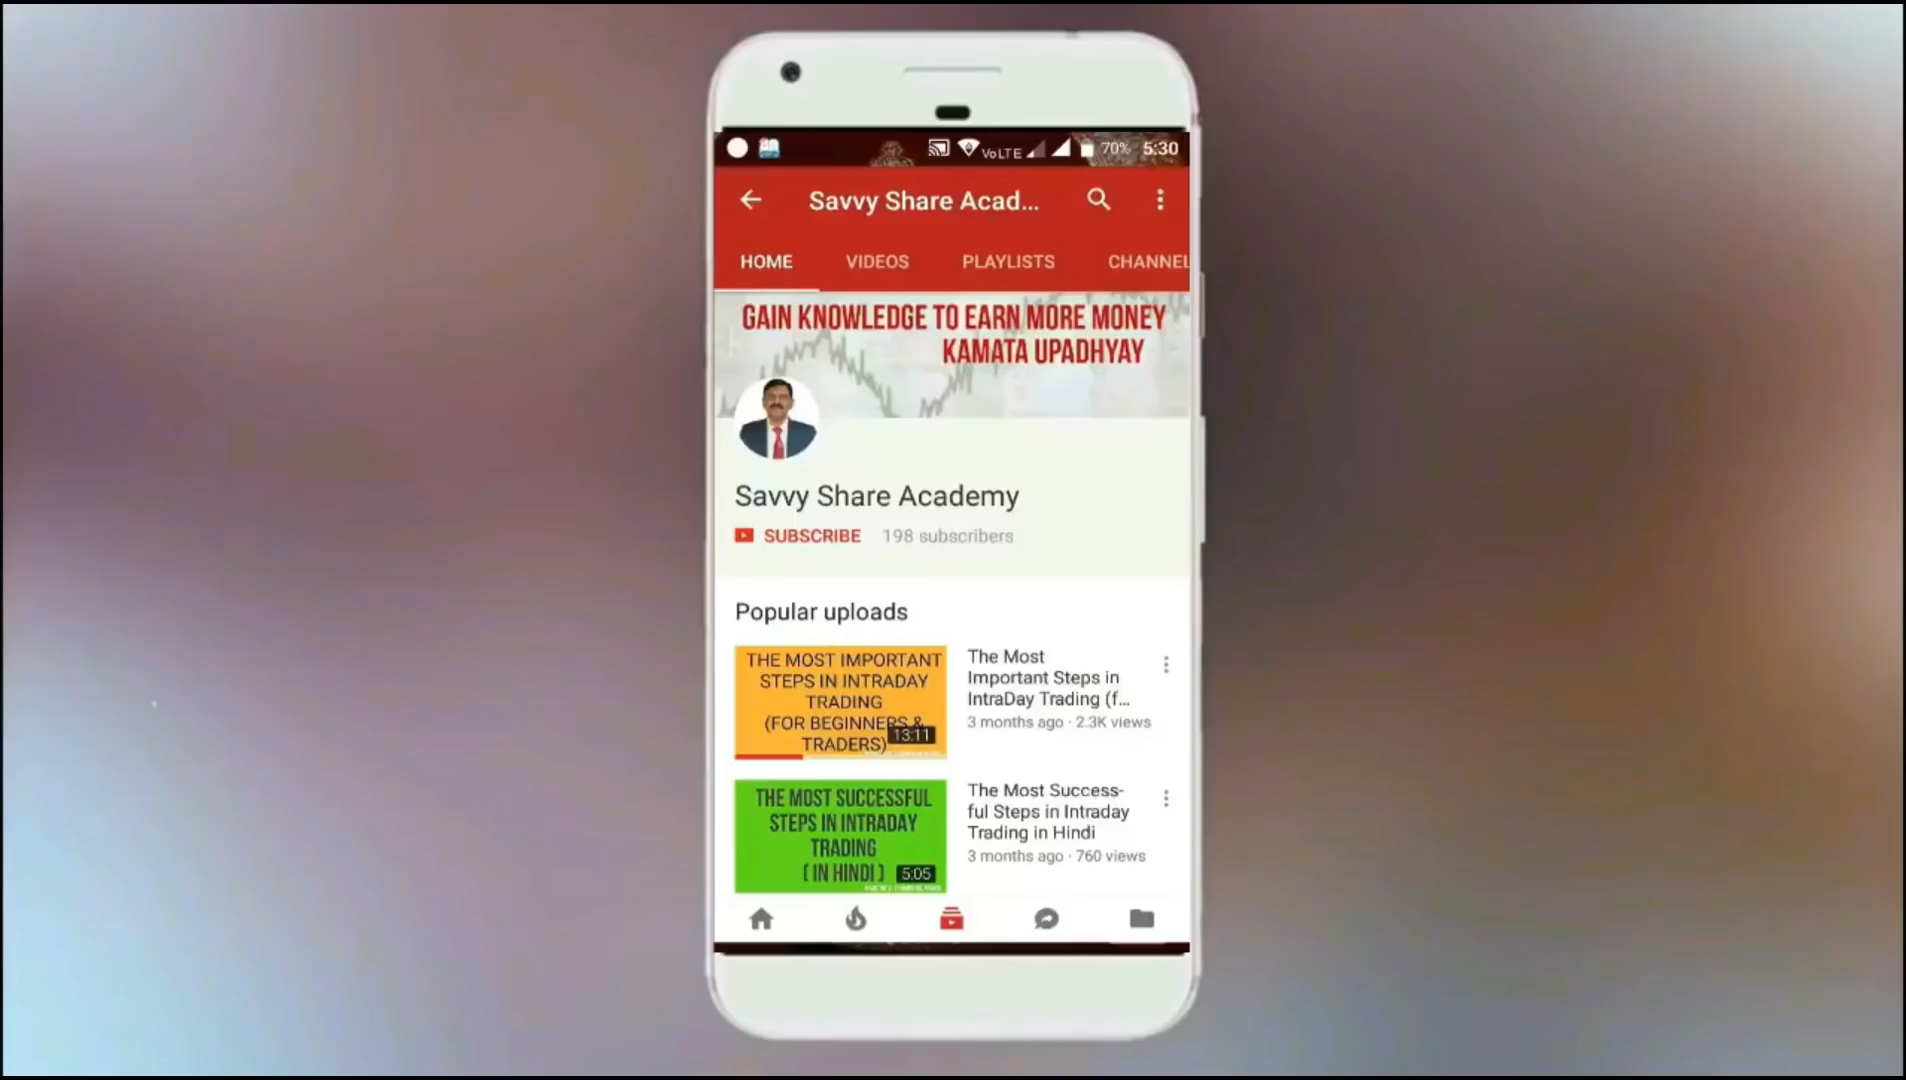 VoLTE 70% 5:30
Savvy Share Acad...
HOME VIDEOS PLAYLISTS CHANNEL
GAIN KNOWLEDGE TO EARN MORE MONEY
KAMATA UPADHYAY
Savvy Share Academy
SUBSCRIBE 198 subscribers
Popular uploads
THE MOST IMPORTANT
STEPS IN INTRADAY
TRADING
(FOR BEGINNERS &
TRADERS)
13:11
The Most
Important Steps in
IntraDay Trading (f...
3 months ago · 2.3K views
THE MOST SUCCESSFUL
STEPS IN INTRADAY
TRADING
( IN HINDI )
5:05
The Most Success-
ful Steps in Intraday
Trading in Hindi
3 months ago · 760 views